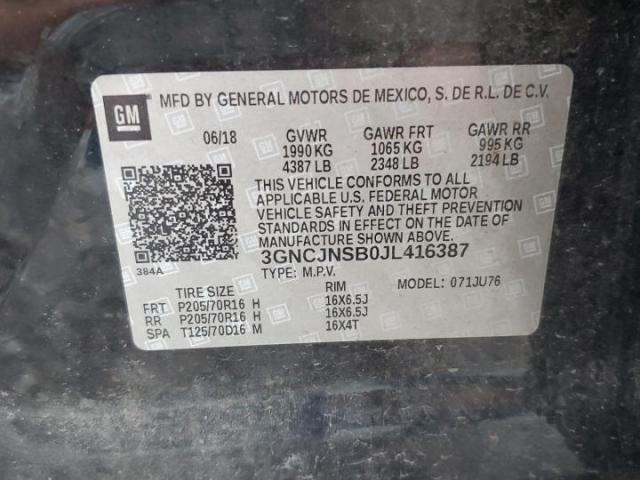 GM
MFD BY GENERAL MOTORS DE MEXICO, S. DE R.L. DE C.V.
06/18 GVWR GAWR FRT GAWR RR
1990 KG 1065 KG 995 KG
4387 LB 2348 LB 2194 LB
THIS VEHICLE CONFORMS TO ALL
APPLICABLE U.S. FEDERAL MOTOR
VEHICLE SAFETY AND THEFT PREVENTION
STANDARDS IN EFFECT ON THE DATE OF
MANUFACTURE SHOWN ABOVE.
384A
3GNCJNSB0JL416387
TYPE: M.P.V. MODEL: 071JU76
TIRE SIZE RIM
FRT P205/70R16 H 16X6.5J
RR P205/70R16 H 16X6.5J
SPA T125/70D16 M 16X4T